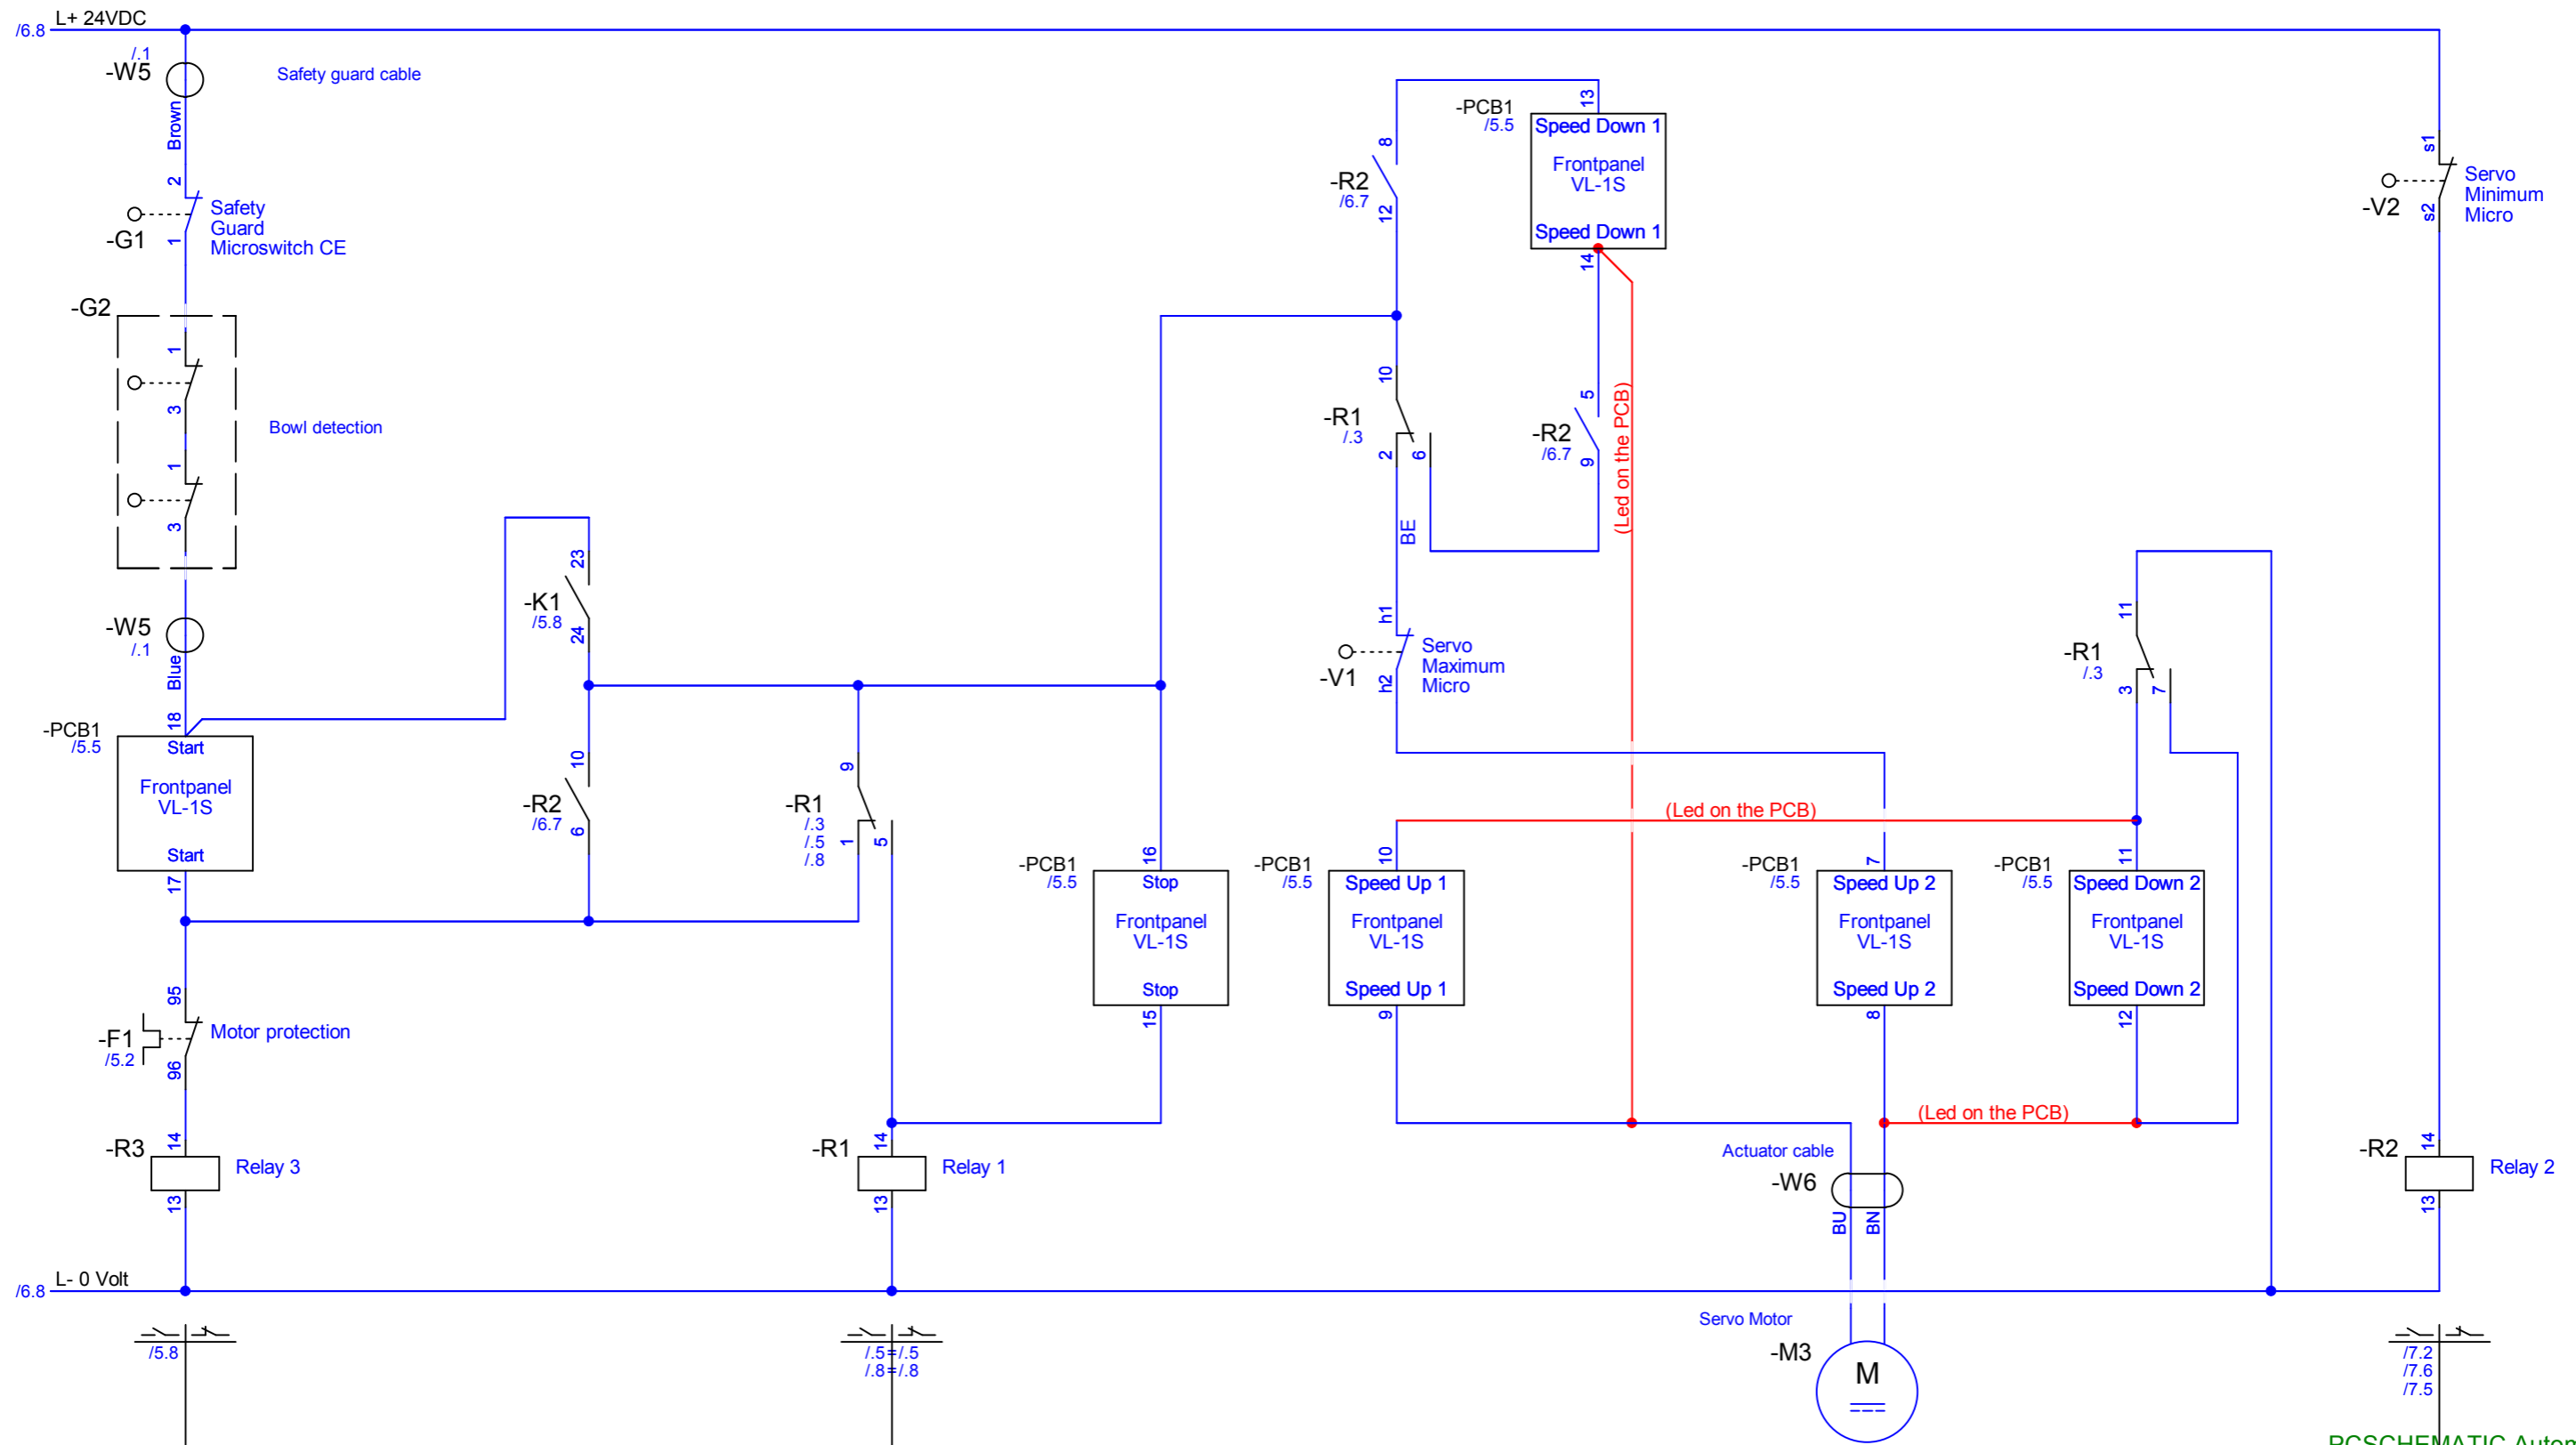 L+ 24VDC
/6.8
/.1
-W5
Safety guard cable
Brown
2
Safety
Guard
Microswitch CE
-G1
1
-G2
1
3
Bowl detection
1
3
-W5
/.1
Blue
18
-PCB1
/5.5
Start
Frontpanel
VL-1S
Start
17
95
-F1
/5.2
Motor protection
96
14
-R3
Relay 3
13
L- 0 Volt
/6.8
/5.8
23
-K1
/5.8
24
10
-R2
/6.7
6
9
-R1
/.3
/.5
/.8
1
5
14
-R1
Relay 1
13
/.5=/.5
/.8=/.8
16
-PCB1
/5.5
Stop
Frontpanel
VL-1S
Stop
15
8
-R2
/6.7
12
13
-PCB1
/5.5
Speed Down 1
Frontpanel
VL-1S
Speed Down 1
14
10
-R1
/.3
2
6
BE
5
-R2
/6.7
9
(Led on the PCB)
h1
Servo
Maximum
Micro
-V1
h2
(Led on the PCB)
10
-PCB1
/5.5
Speed Up 1
Frontpanel
VL-1S
Speed Up 1
9
7
-PCB1
/5.5
Speed Up 2
Frontpanel
VL-1S
Speed Up 2
8
11
-R1
/.3
3
7
11
-PCB1
/5.5
Speed Down 2
Frontpanel
VL-1S
Speed Down 2
12
(Led on the PCB)
Actuator cable
-W6
BU
BN
Servo Motor
-M3
M
s1
Servo
Minimum
Micro
-V2
s2
14
-R2
Relay 2
13
/7.2
/7.6
/7.5